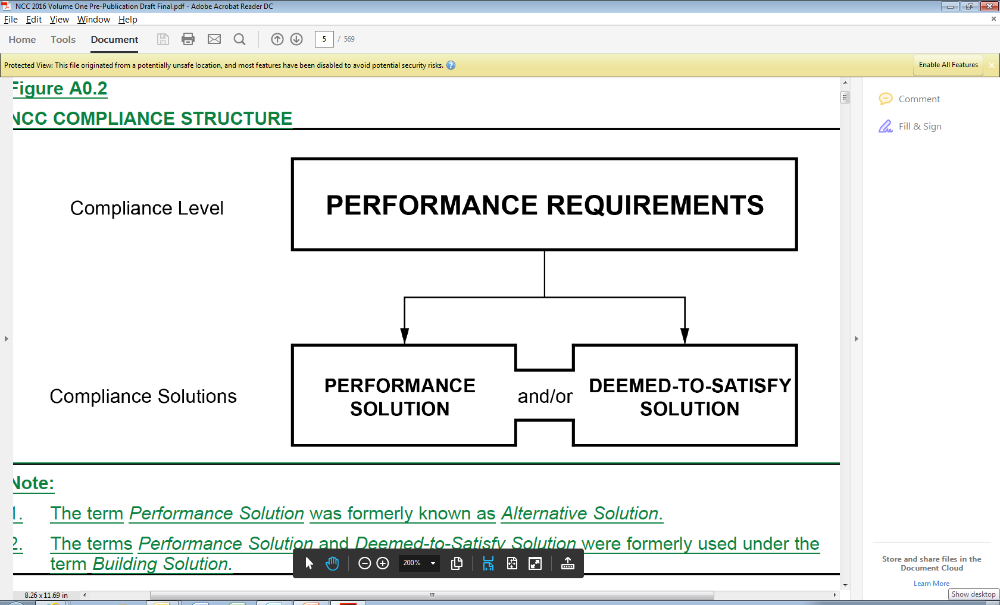 NCC 2016 Volume One Pre-Publication Draft Final.pdf - Adobe Acrobat Reader DC
File Edit View Window Help
Home Tools Document 5 / 569
Protected View: This file originated from a potentially unsafe location, and most features have been disabled to avoid potential security risks. ? Enable All Features
Figure A0.2
NCC COMPLIANCE STRUCTURE
Comment
Fill & Sign
Compliance Level
PERFORMANCE REQUIREMENTS
Compliance Solutions
PERFORMANCE
SOLUTION
and/or
DEEMED-TO-SATISFY
SOLUTION
Note:
1. The term Performance Solution was formerly known as Alternative Solution.
2. The terms Performance Solution and Deemed-to-Satisfy Solution were formerly used under the
term Building Solution.
200%
Store and share files in the
Document Cloud
Learn More
8.26 x 11.69 in
Show desktop